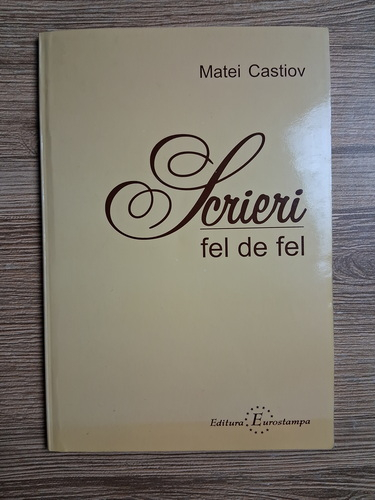 Matei Castiov
Scrieri
fel de fel
Editura Eurostampa